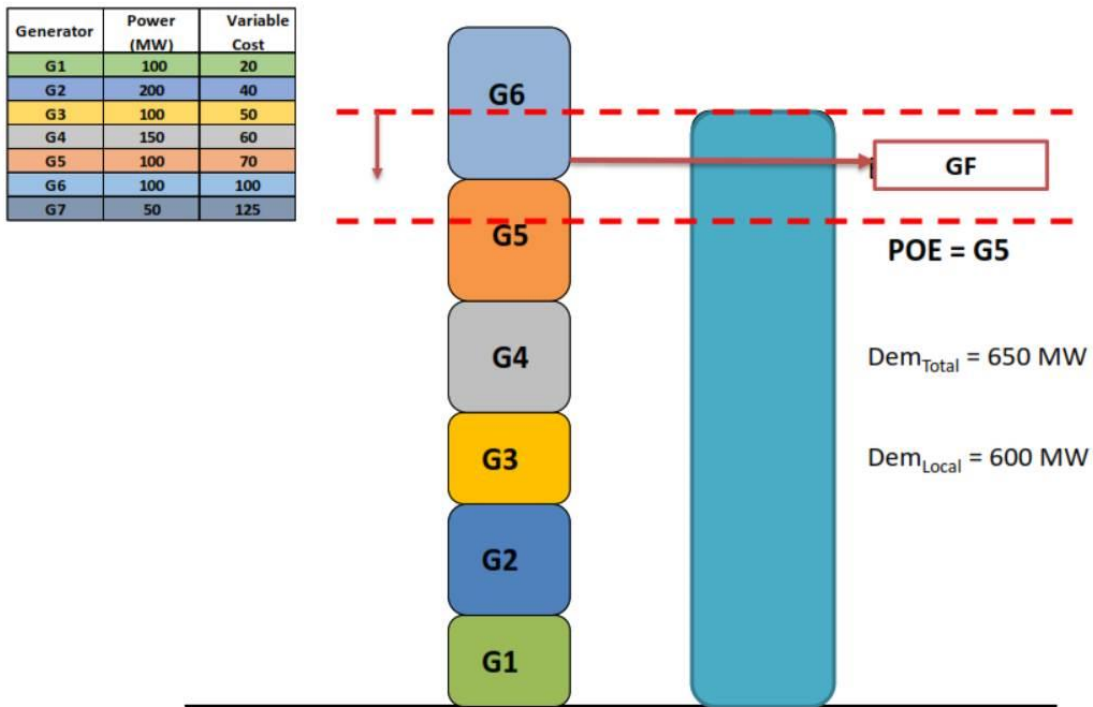 Generator Power (MW) Variable Cost
G1 100 20
G2 200 40
G3 100 50
G4 150 60
G5 100 70
G6 100 100
G7 50 125
G6
GF
G5
POE = G5
G4
Dem_Total = 650 MW
G3
Dem_Local = 600 MW
G2
G1